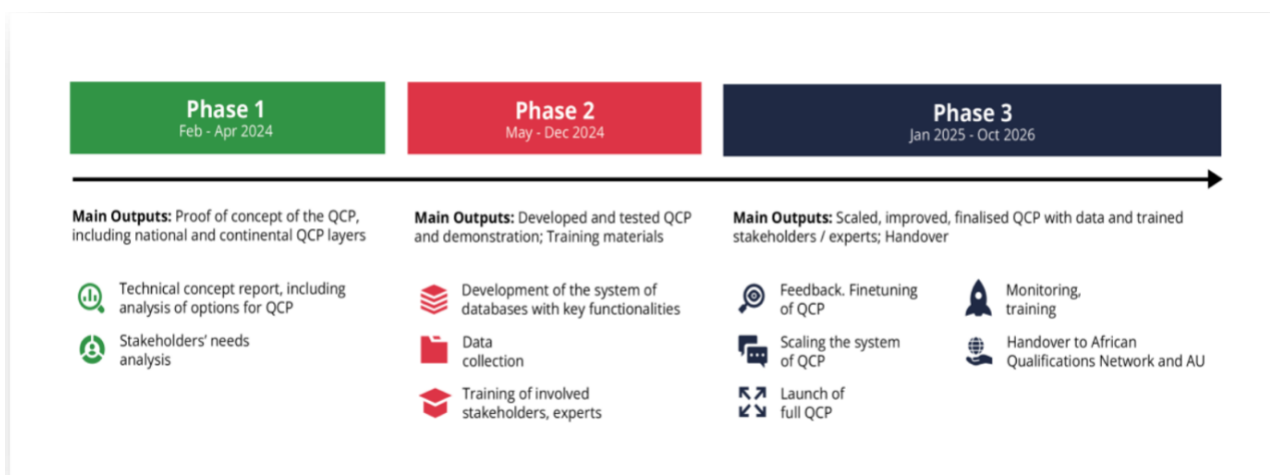 Phase 1
Feb - Apr 2024
Phase 2
May - Dec 2024
Phase 3
Jan 2025 - Oct 2026
Main Outputs: Proof of concept of the QCP,
including national and continental QCP layers
Technical concept report, including
analysis of options for QCP
Stakeholders' needs
analysis
Main Outputs: Developed and tested QCP
and demonstration; Training materials
Development of the system of
databases with key functionalities
Data
collection
Training of involved
stakeholders, experts
Main Outputs: Scaled, improved, finalised QCP with data and trained
stakeholders / experts; Handover
Feedback. Finetuning
of QCP
Scaling the system
of QCP
Launch of
full QCP
Monitoring,
training
Handover to African
Qualifications Network and AU